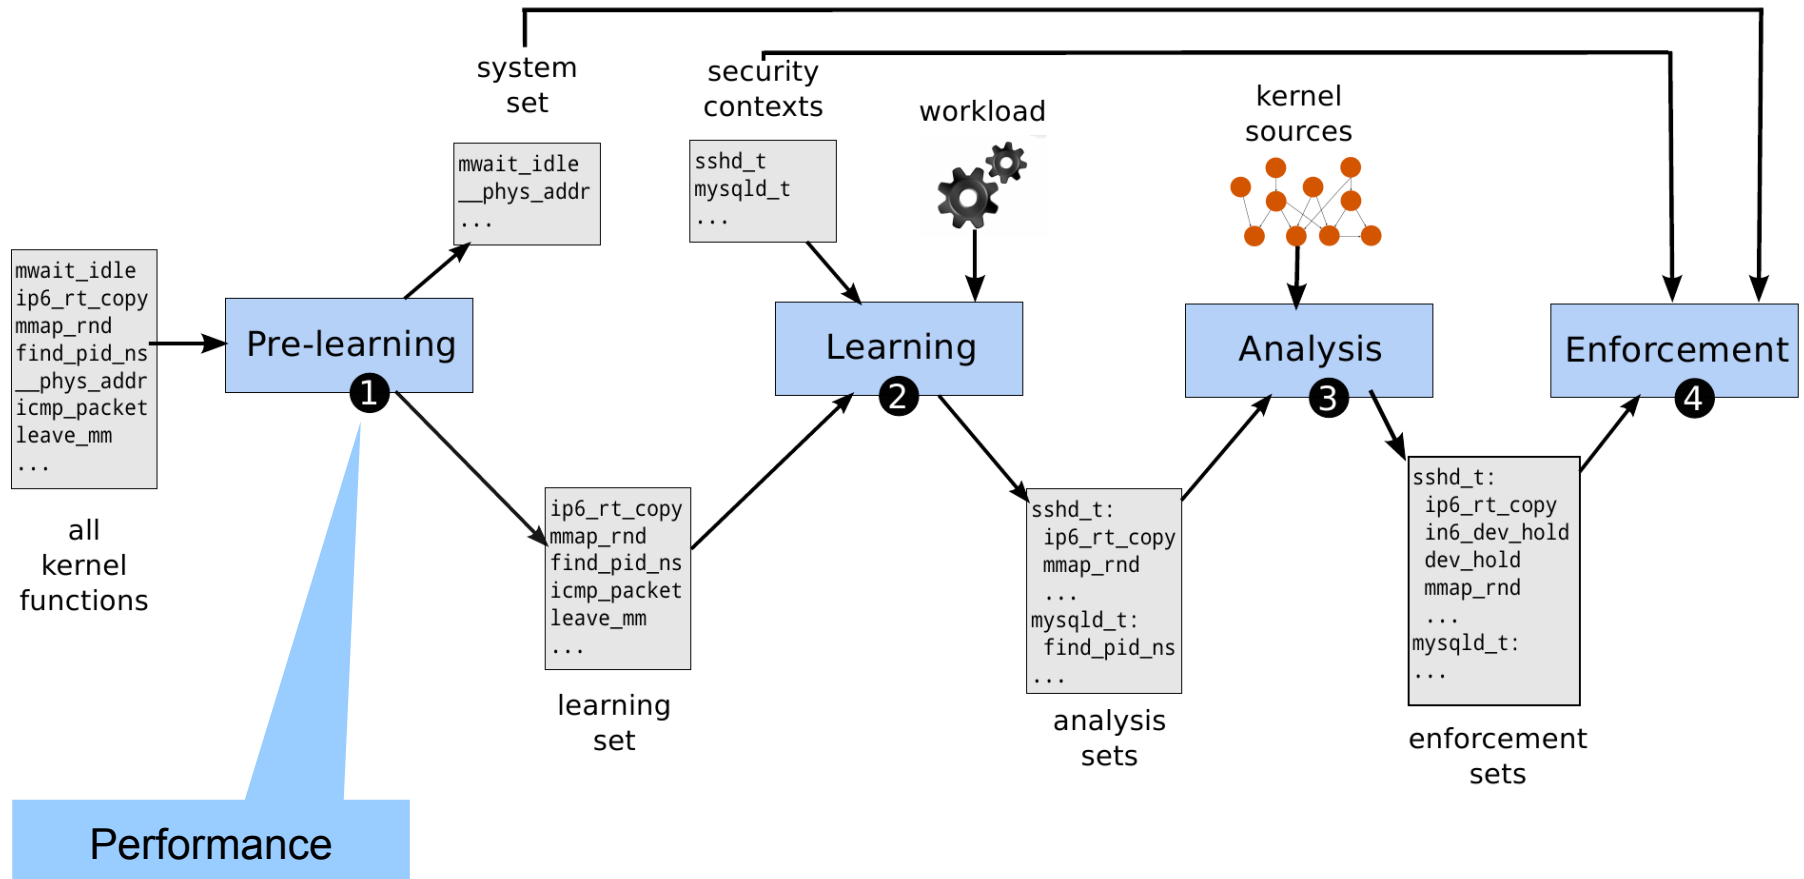 system
set
mwait_idle
__phys_addr
...
security
contexts
sshd_t
mysqld_t
...
workload
kernel
sources
mwait_idle
ip6_rt_copy
mmap_rnd
find_pid_ns
__phys_addr
icmp_packet
leave_mm
...
all
kernel
functions
Pre-learning
1
Learning
2
Analysis
3
Enforcement
4
ip6_rt_copy
mmap_rnd
find_pid_ns
icmp_packet
leave_mm
...
learning
set
sshd_t:
ip6_rt_copy
mmap_rnd
...
mysqld_t:
find_pid_ns
...
analysis
sets
sshd_t:
ip6_rt_copy
in6_dev_hold
dev_hold
mmap_rnd
...
mysqld_t:
...
enforcement
sets
Performance